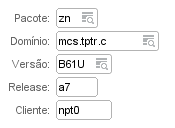 Pacote: zn
Domínio: mcs.tptr.c
Versão: B61U
Release: a7
Cliente: npt0